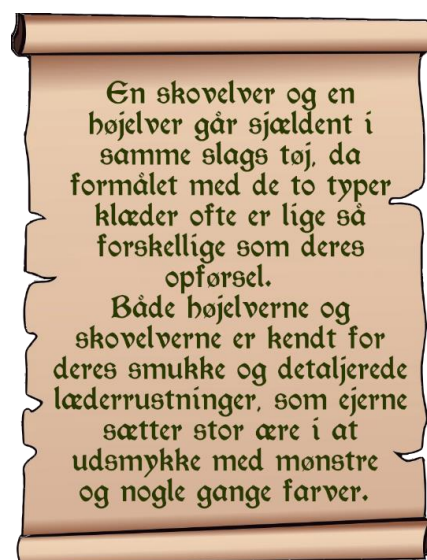 En skovelver og en
højelver går sjældent i
samme slags tøj, da
formålet med de to typer
klæder ofte er lige så
forskellige som deres
opførsel.
Både højelverne og
skovelverne er kendt for
deres smukke og detaljerede
læderrustninger, som ejerne
sætter stor ære i at
udsmykke med mønstre
og nogle gange farver.